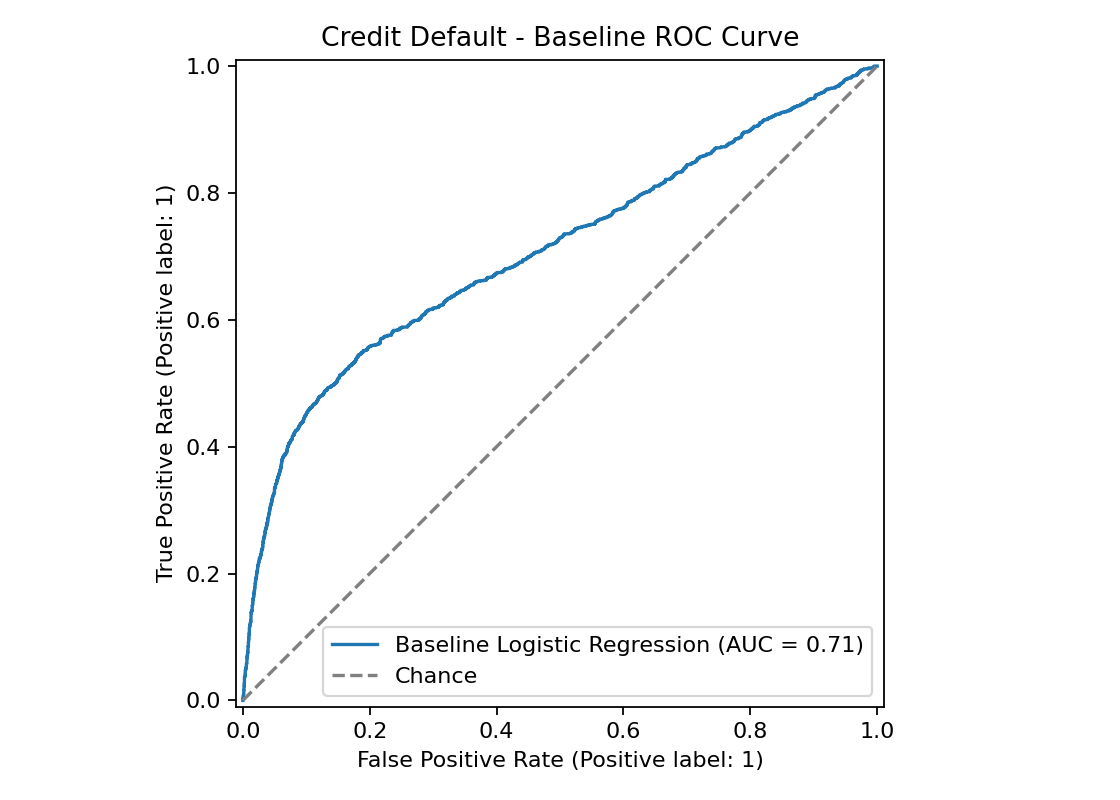 Credit Default - Baseline ROC Curve
1.0
0.8
0.6
0.4
0.2
0.0
True Positive Rate (Positive label: 1)
Baseline Logistic Regression (AUC = 0.71)
Chance
0.0 0.2 0.4 0.6 0.8 1.0
False Positive Rate (Positive label: 1)